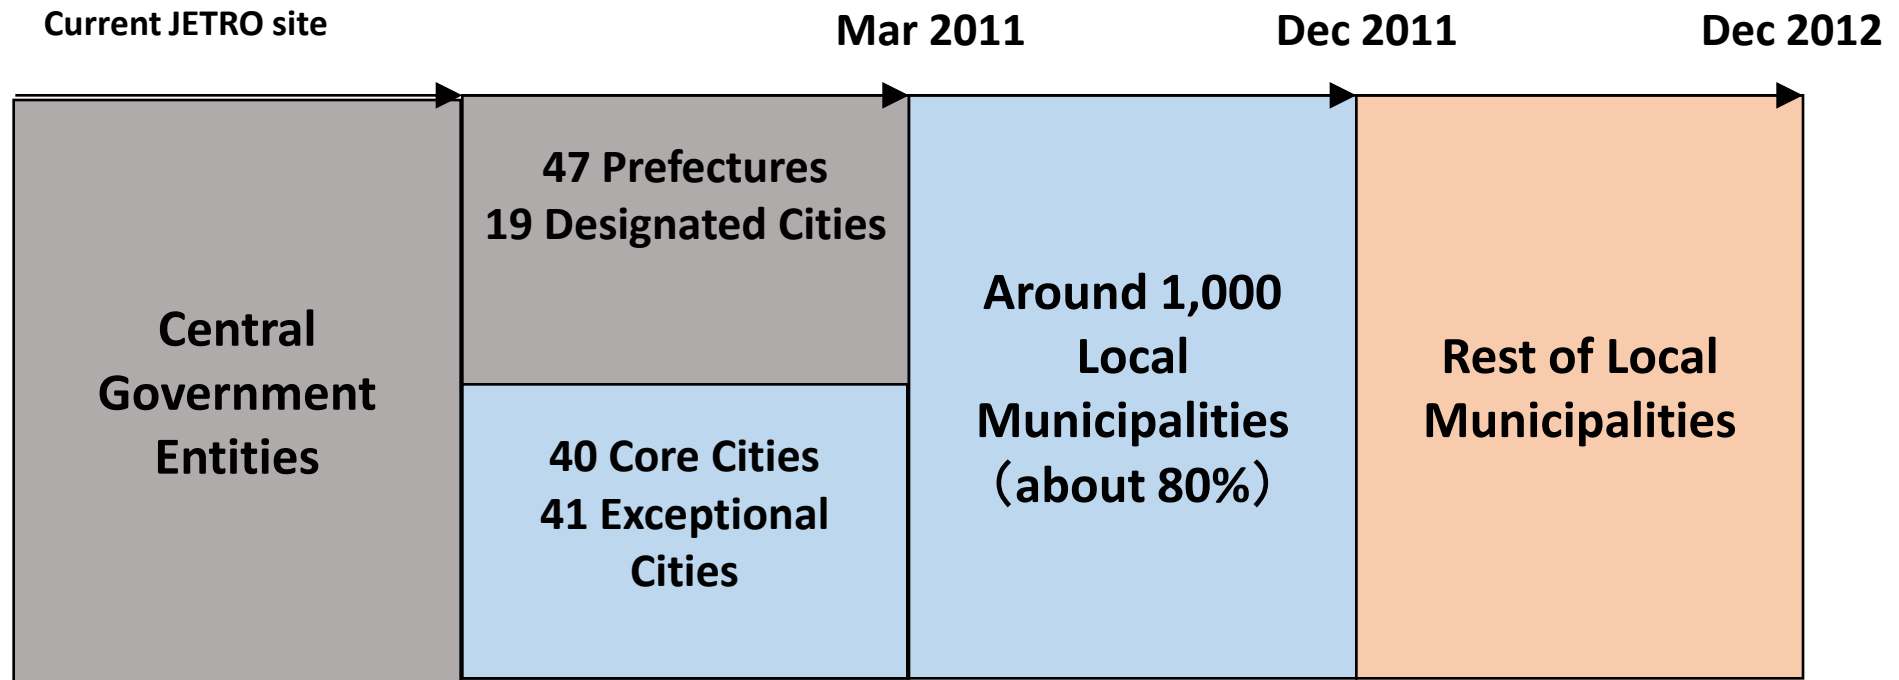 Current JETRO site
Mar 2011
Dec 2011
Dec 2012
Central
Government
Entities
47 Prefectures
19 Designated Cities
40 Core Cities
41 Exceptional
Cities
Around 1,000
Local
Municipalities
（about 80%）
Rest of Local
Municipalities